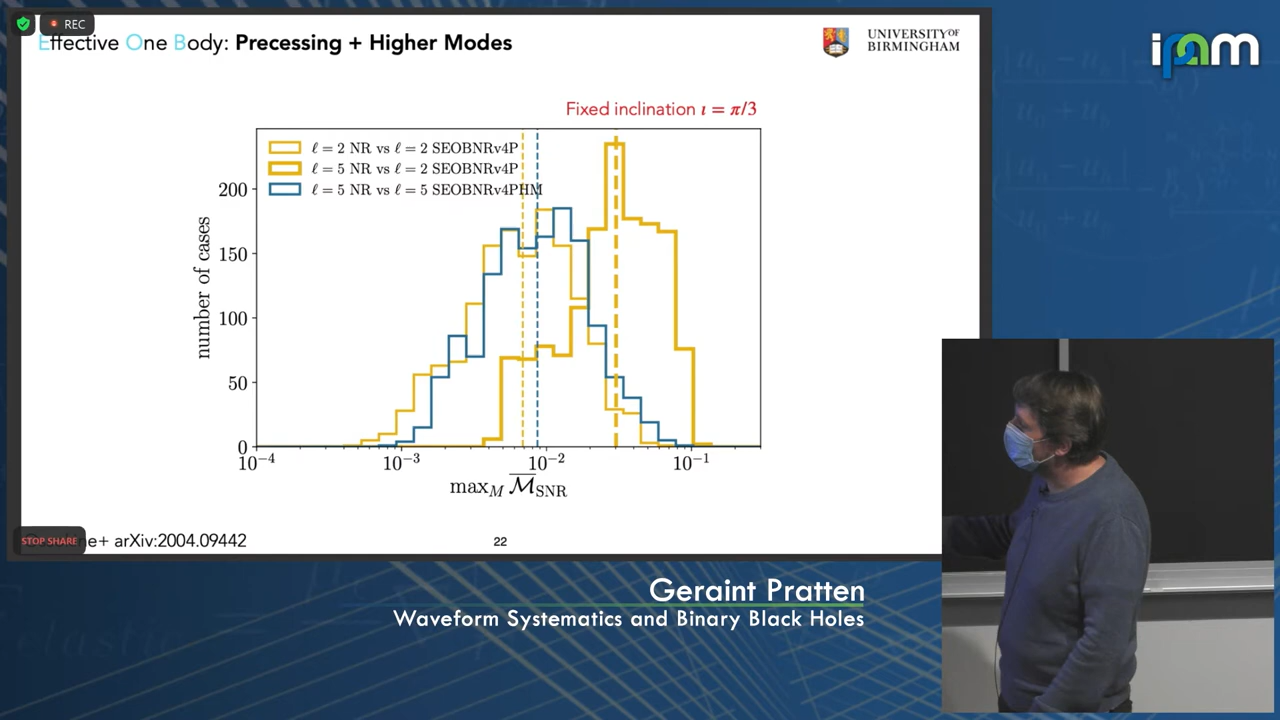 REC
Effective One Body: Precessing + Higher Modes
UNIVERSITY OF
BIRMINGHAM
ipam
Fixed inclination ι = π/3
ℓ = 2 NR vs ℓ = 2 SEOBNRv4P
ℓ = 5 NR vs ℓ = 2 SEOBNRv4P
ℓ = 5 NR vs ℓ = 5 SEOBNRv4PHM
number of cases
200
150
100
50
0
10⁻⁴ 10⁻³ 10⁻² 10⁻¹
max_M \overline{ℳ}_SNR
STOP SHARE
e+ arXiv:2004.09442
22
Geraint Pratten
Waveform Systematics and Binary Black Holes